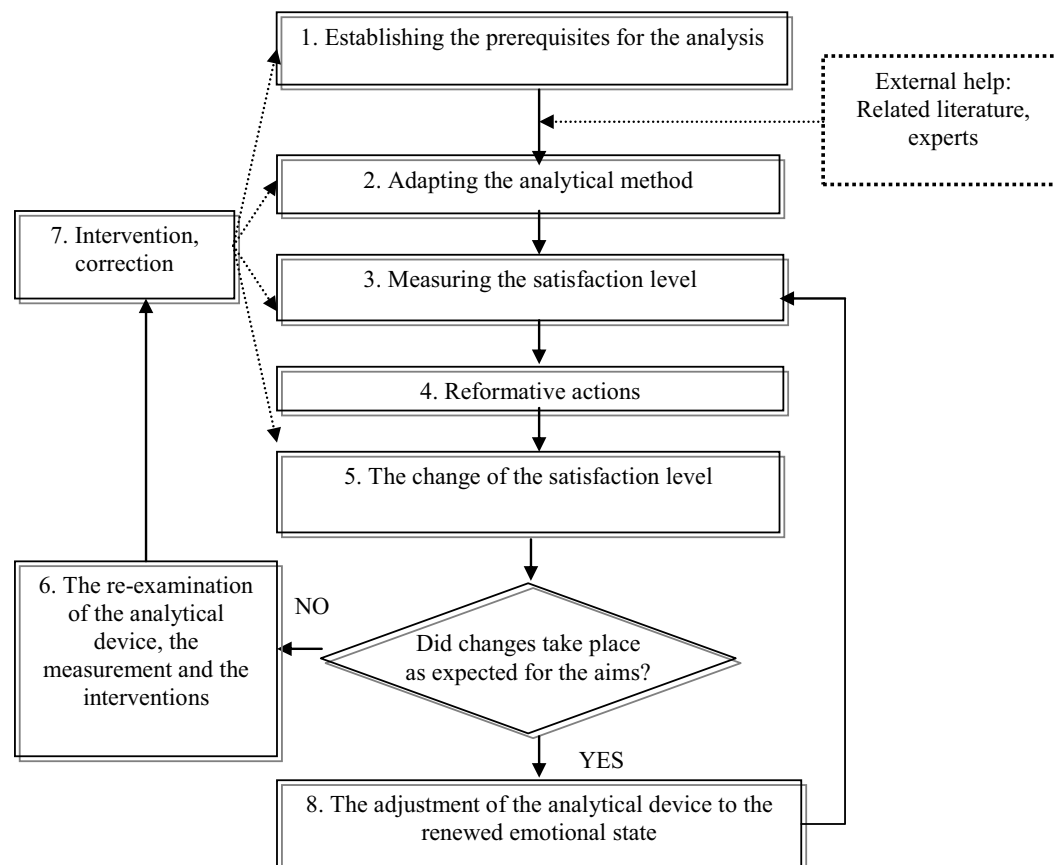 1. Establishing the prerequisites for the analysis
External help:
Related literature,
experts
2. Adapting the analytical method
7. Intervention,
correction
3. Measuring the satisfaction level
4. Reformative actions
5. The change of the satisfaction level
6. The re-examination
of the analytical
device, the
measurement and the
interventions
NO
Did changes take place
as expected for the aims?
YES
8. The adjustment of the analytical device to the
renewed emotional state